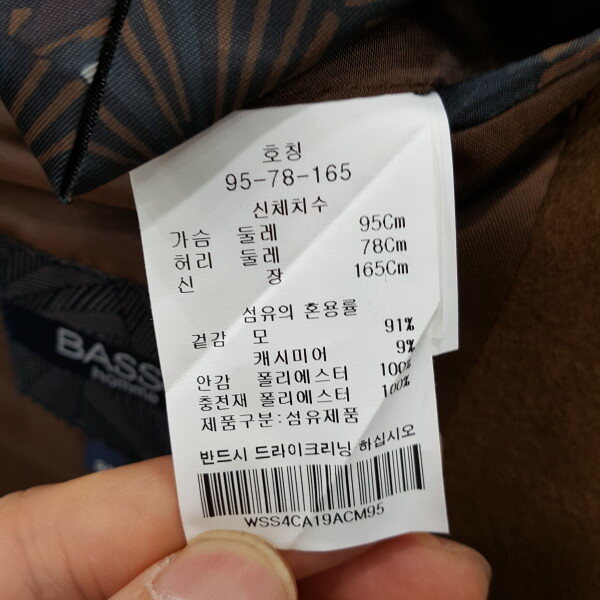 호칭
95-78-165
신체치수
가슴 둘레 95Cm
허리 둘레 78Cm
신 장 165Cm
섬유의 혼용률
겉감 모 91%
캐시미어 9%
안감 폴리에스터 100%
충전재 폴리에스터 100%
제품구분:섬유제품
반드시 드라이크리닝 하십시오
WSS4CA19ACM95
BASS
homme